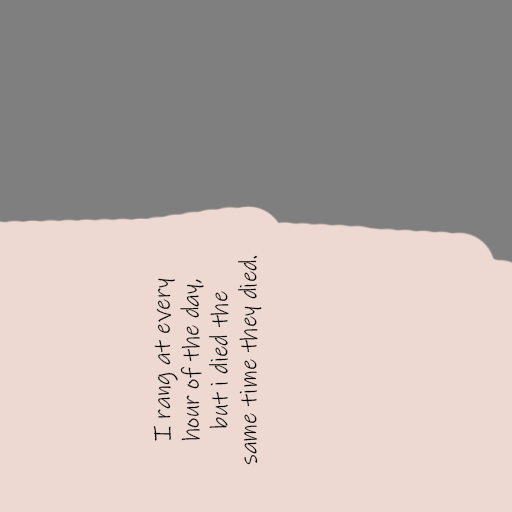 I rang at every
hour of the day,
but i died the
same time they died.